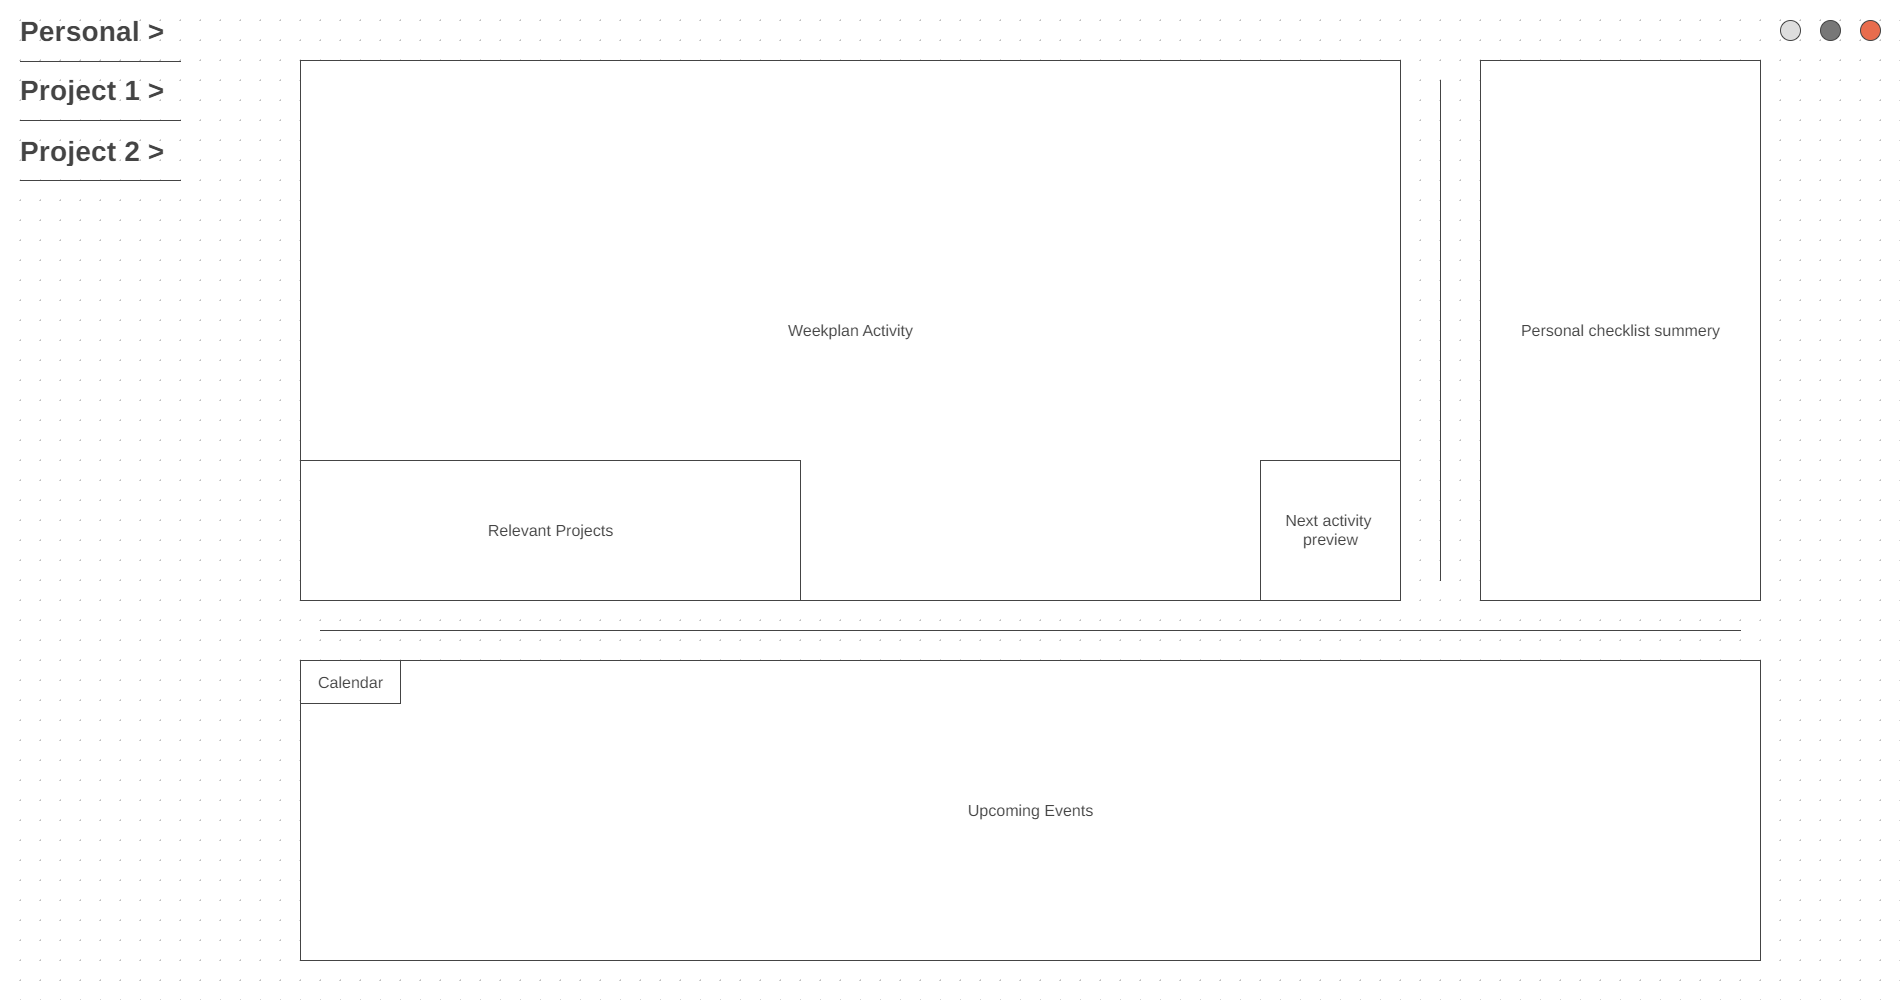 Personal >
Project 1 >
Project 2 >
Weekplan Activity
Personal checklist summery
Relevant Projects
Next activity
preview
Calendar
Upcoming Events